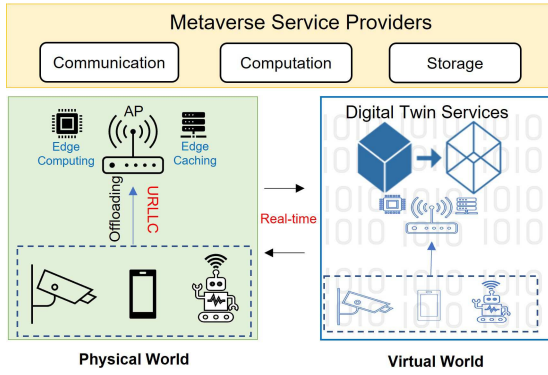 Metaverse Service Providers
Communication
Computation
Storage
AP
Edge
Computing
Edge
Caching
Offloading
URLLC
Real-time
Physical World
Digital Twin Services
Virtual World